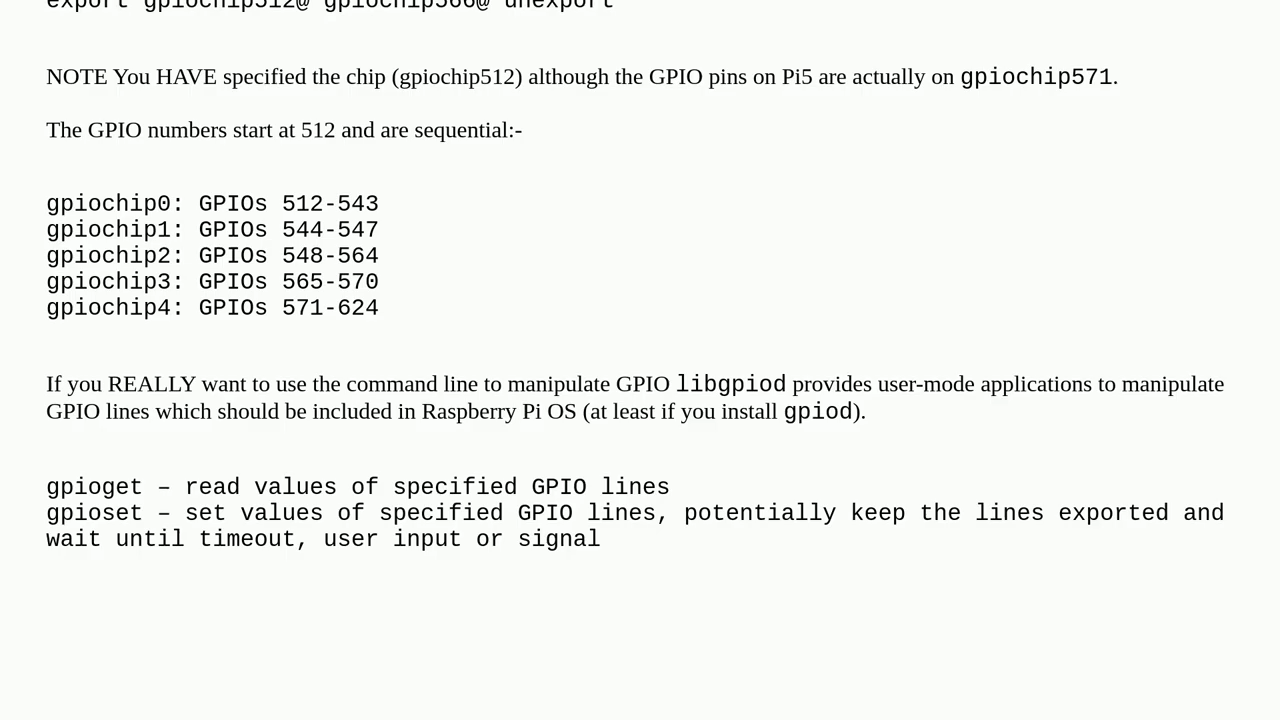 export gpiochip512@ gpiochip566@ unexport
NOTE You HAVE specified the chip (gpiochip512) although the GPIO pins on Pi5 are actually on gpiochip571.
The GPIO numbers start at 512 and are sequential:-
gpiochip0: GPIOs 512-543
gpiochip1: GPIOs 544-547
gpiochip2: GPIOs 548-564
gpiochip3: GPIOs 565-570
gpiochip4: GPIOs 571-624
If you REALLY want to use the command line to manipulate GPIO libgpiod provides user-mode applications to manipulate
GPIO lines which should be included in Raspberry Pi OS (at least if you install gpiod).
gpioget – read values of specified GPIO lines
gpioset – set values of specified GPIO lines, potentially keep the lines exported and
wait until timeout, user input or signal